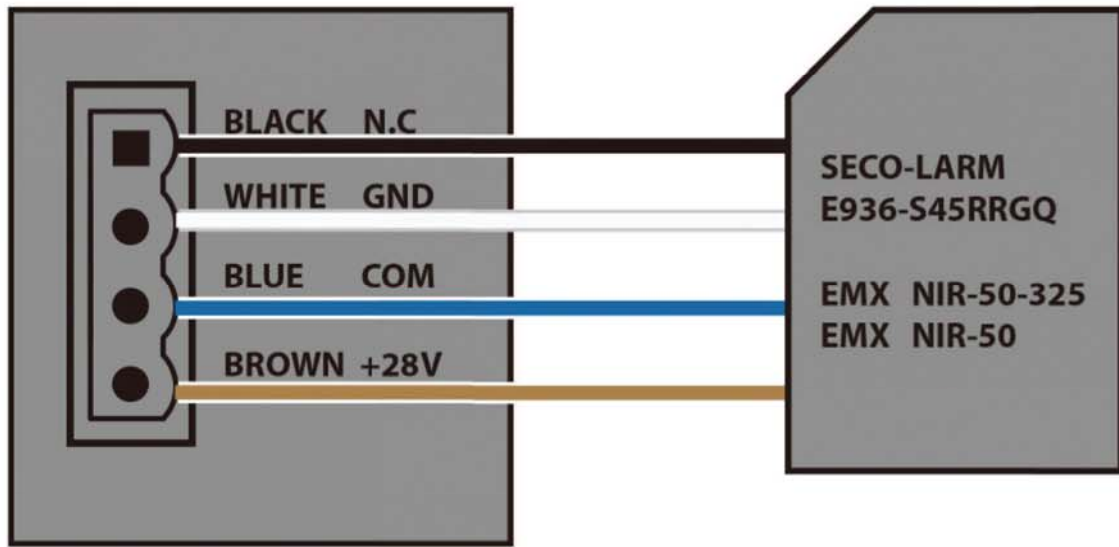 BLACK N.C
WHITE GND
BLUE COM
BROWN +28V
SECO-LARM
E936-S45RRGQ
EMX NIR-50-325
EMX NIR-50